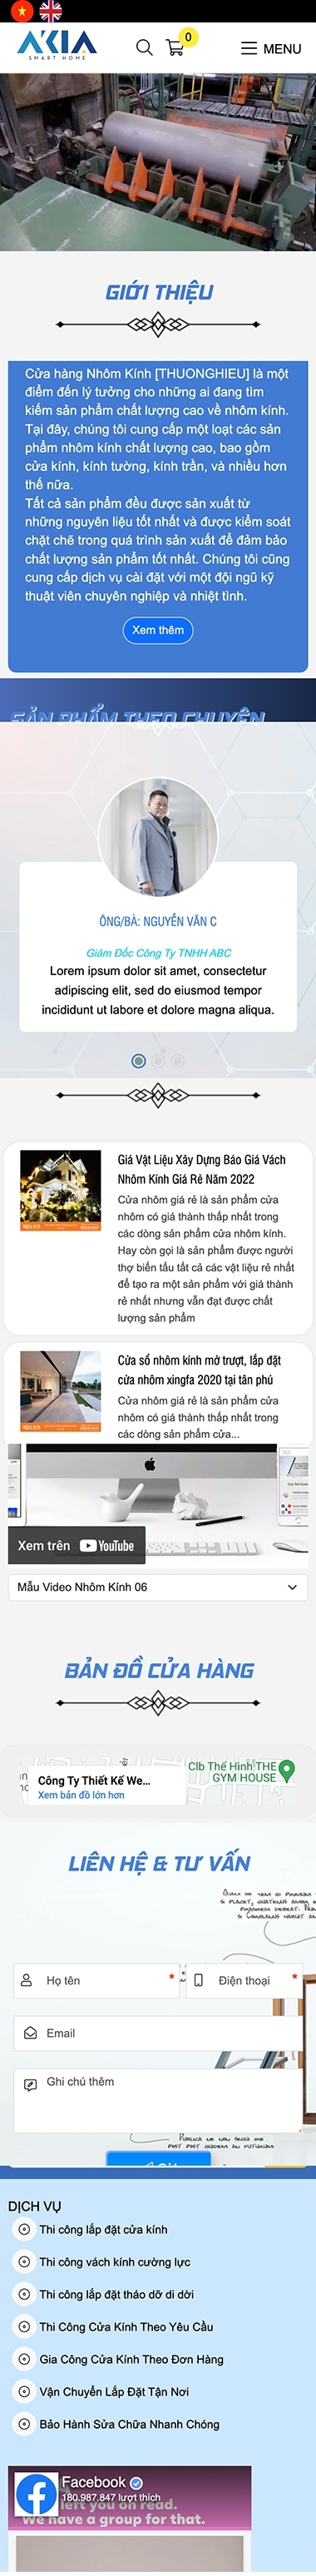 AKIA
SMART HOME
0
MENU
GIỚI THIỆU
Cửa hàng Nhôm Kính [THUONGHIEU] là một
điểm đến lý tưởng cho những ai đang tìm
kiếm sản phẩm chất lượng cao về nhôm kính.
Tại đây, chúng tôi cung cấp một loạt các sản
phẩm nhôm kính chất lượng cao, bao gồm
cửa kính, kính tường, kính trần, và nhiều hơn
thế nữa.
Tất cả sản phẩm đều được sản xuất từ
những nguyên liệu tốt nhất và được kiểm soát
chặt chẽ trong quá trình sản xuất để đảm bảo
chất lượng sản phẩm tốt nhất. Chúng tôi cũng
cung cấp dịch vụ cài đặt với một đội ngũ kỹ
thuật viên chuyên nghiệp và nhiệt tình.
Xem thêm
SẢN PHẨM THEO CHUYÊN
ÔNG/BÀ: NGUYỄN VĂN C
Giám Đốc Công Ty TNHH ABC
Lorem ipsum dolor sit amet, consectetur
adipiscing elit, sed do eiusmod tempor
incididunt ut labore et dolore magna aliqua.
Giá Vật Liệu Xây Dựng Báo Giá Vách
Nhôm Kính Giá Rẻ Năm 2022
Cửa nhôm giá rẻ là sản phẩm cửa
nhôm có giá thành thấp nhất trong
các dòng sản phẩm cửa nhôm kính.
Hay còn gọi là sản phẩm được người
thợ biến tấu tất cả các vật liệu rẻ nhất
để tạo ra một sản phẩm với giá thành
rẻ nhất nhưng vẫn đạt được chất
lượng sản phẩm
Cửa sổ nhôm kính mở trượt, lắp đặt
cửa nhôm xingfa 2020 tại tân phú
Cửa nhôm giá rẻ là sản phẩm cửa
nhôm có giá thành thấp nhất trong
các dòng sản phẩm cửa...
Xem trên YouTube
Mẫu Video Nhôm Kính 06
BẢN ĐỒ CỬA HÀNG
Clb Thể Hình THE
GYM HOUSE
Công Ty Thiết Kế We...
Xem bản đồ lớn hơn
LIÊN HỆ & TƯ VẤN
Họ tên *
Điện thoại *
Email
Ghi chú thêm
DỊCH VỤ
Thi công lắp đặt cửa kính
Thi công vách kính cường lực
Thi công lắp đặt tháo dỡ di dời
Thi Công Cửa Kính Theo Yêu Cầu
Gia Công Cửa Kính Theo Đơn Hàng
Vận Chuyển Lắp Đặt Tận Nơi
Bảo Hành Sửa Chữa Nhanh Chóng
Facebook
180.987.847 lượt thích
left you on read.
We have a group for that.